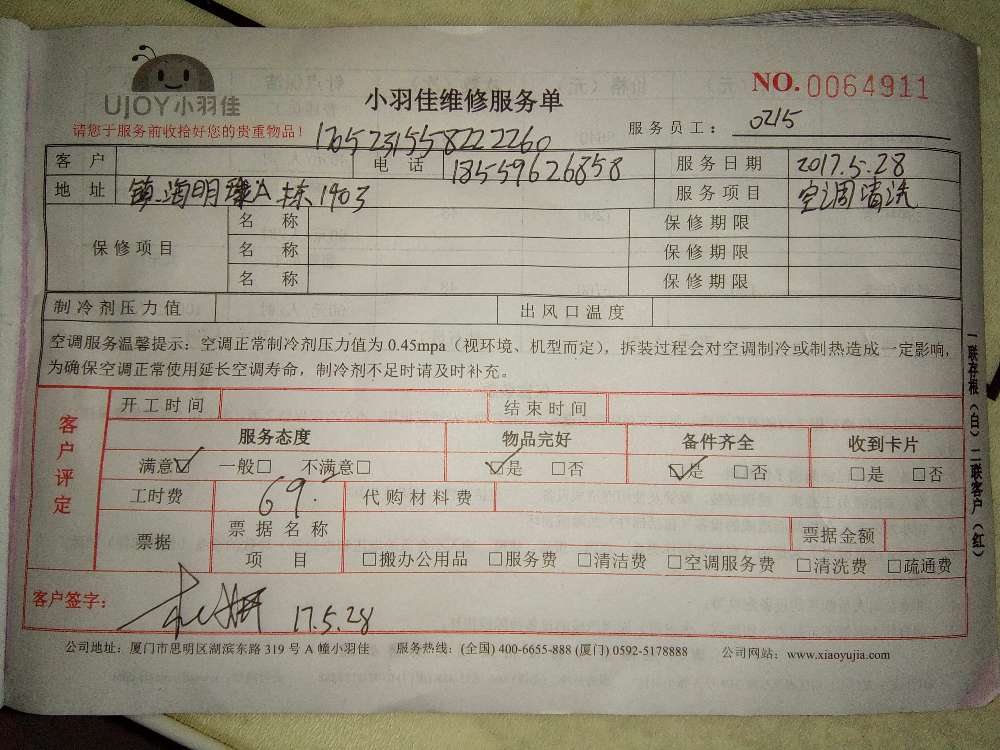 UJOY小羽佳
小羽佳维修服务单
NO.0064911
请您于服务前收拾好您的贵重物品！
服务员工： 0215
1765231558222260
客户 电话 18559626858 服务日期 2017.5.28
地址 镇海明珠A栋1903 服务项目 空调清洗
保修项目
名称 保修期限
名称 保修期限
名称 保修期限
制冷剂压力值 出风口温度
空调服务温馨提示：空调正常制冷剂压力值为 0.45mpa（视环境、机型而定），拆装过程会对空调制冷或制热造成一定影响，
为确保空调正常使用延长空调寿命，制冷剂不足时请及时补充。
客户评定
开工时间 结束时间
服务态度 物品完好 备件齐全 收到卡片
满意☑ 一般□ 不满意□ ☑是 □否 ☑是 □否 □是 □否
工时费 69. 代购材料费
票据 票据名称 票据金额
项目 □搬办公用品 □服务费 □清洁费 □空调服务费 □清洗费 □疏通费
客户签字： 17.5.28
公司地址：厦门市思明区湖滨东路 319 号 A 幢小羽佳 服务热线：(全国) 400-6655-888 (厦门) 0592-5178888 公司网站：www.xiaoyujia.com
一联存根（白）二联客户（红）